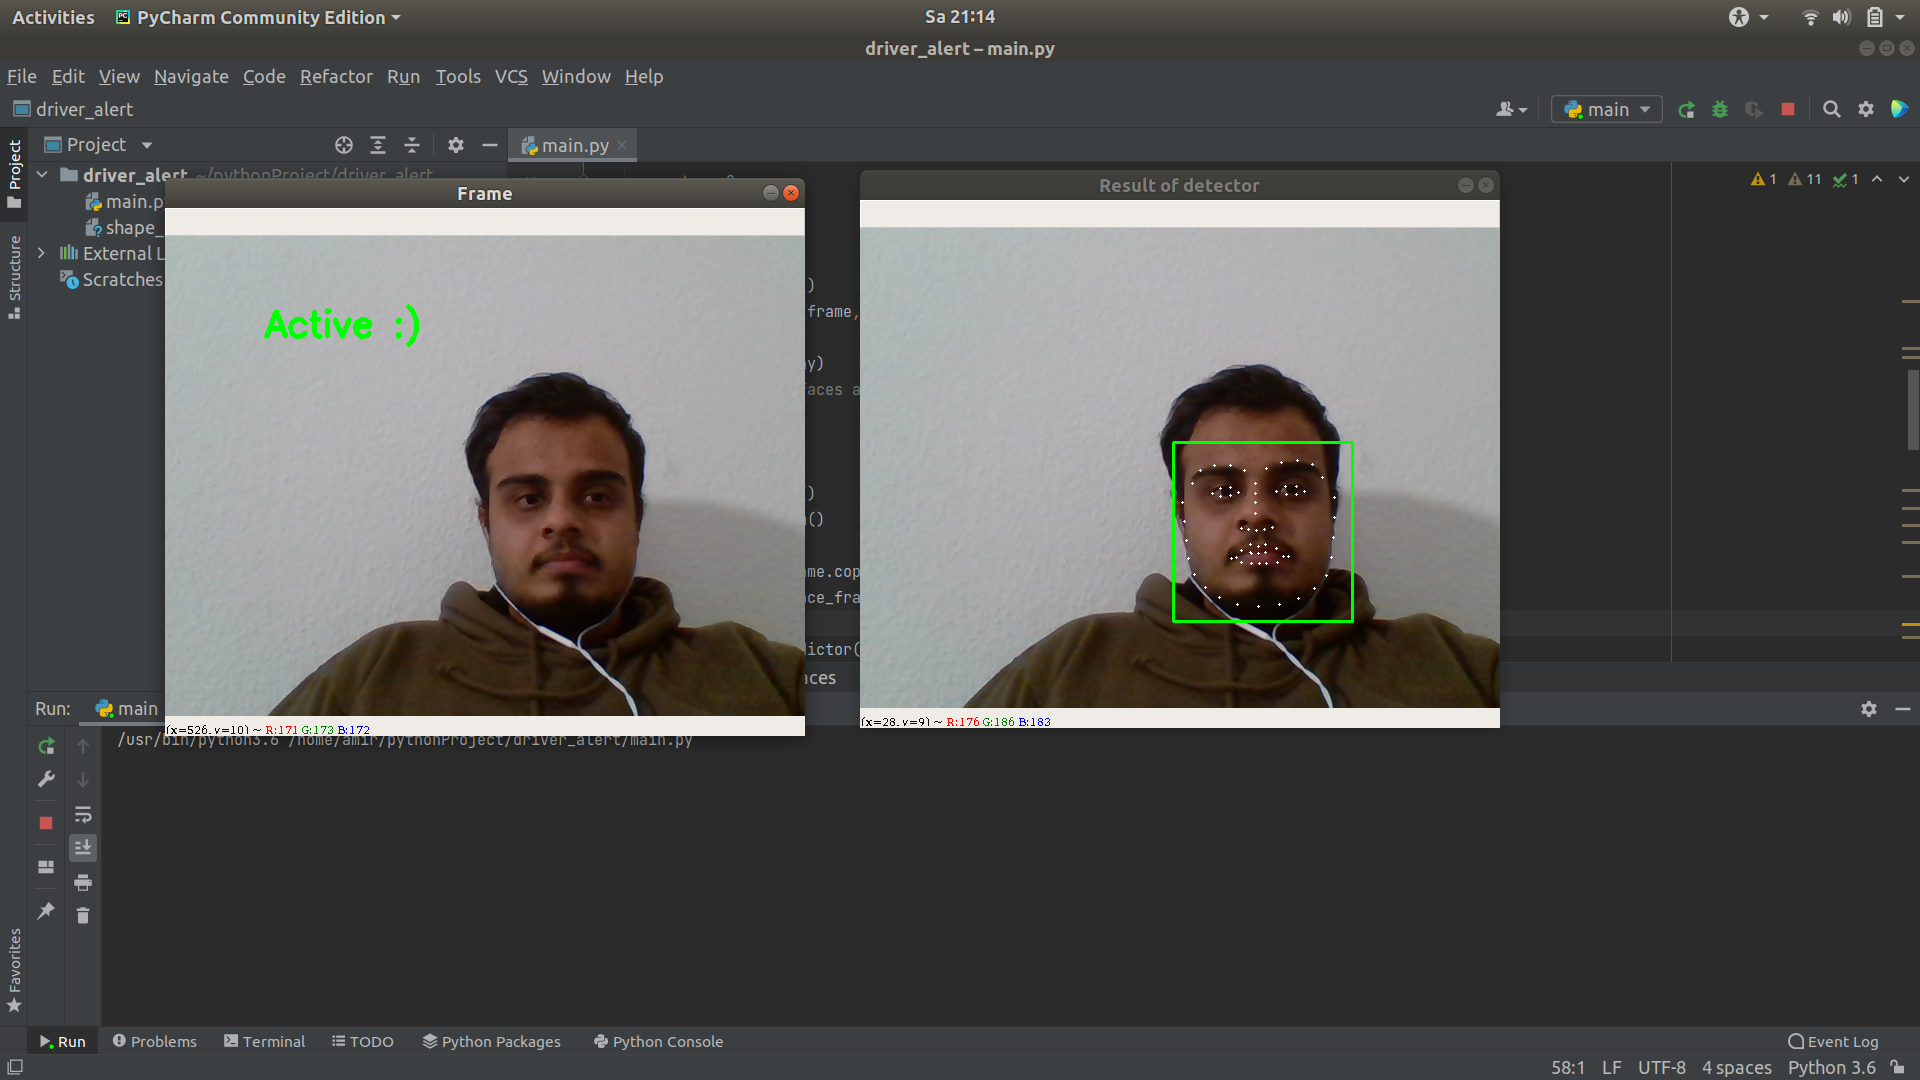 Activities PyCharm Community Edition Sa 21:14
driver_alert – main.py
File Edit View Navigate Code Refactor Run Tools VCS Window Help
driver_alert main
Project main.py
Project
driver_alert ~/pythonProject/driver_alert
1 11 1
Frame
Result of detector
main.p
shape_
External L
Scratches
Structure
Active :)
)
frame,
y)
faces a
)
()
me.cop
ace_fra
ictor(
aces
(x=526, y=10) ~ R:171 G:173 B:172
(x=28, y=9) ~ R:176 G:186 B:183
Run: main
/usr/bin/python3.6 /home/amir/pythonProject/driver_alert/main.py
Favorites
Run Problems Terminal TODO Python Packages Python Console Event Log
58:1 LF UTF-8 4 spaces Python 3.6